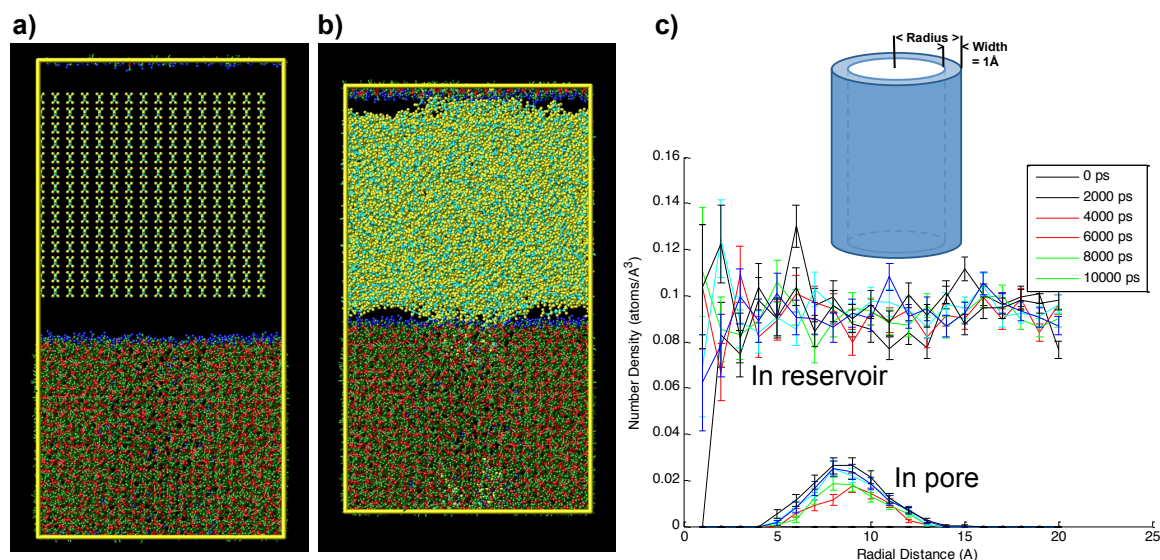 a)
b)
c)
< Radius >
< Width
= 1Å
0 ps
2000 ps
4000 ps
6000 ps
8000 ps
10000 ps
0.16
0.14
0.12
0.1
0.08
0.06
0.04
0.02
0
Number Density (atoms/A^3)
In reservoir
In pore
0
5
10
15
20
25
Radial Distance (A)